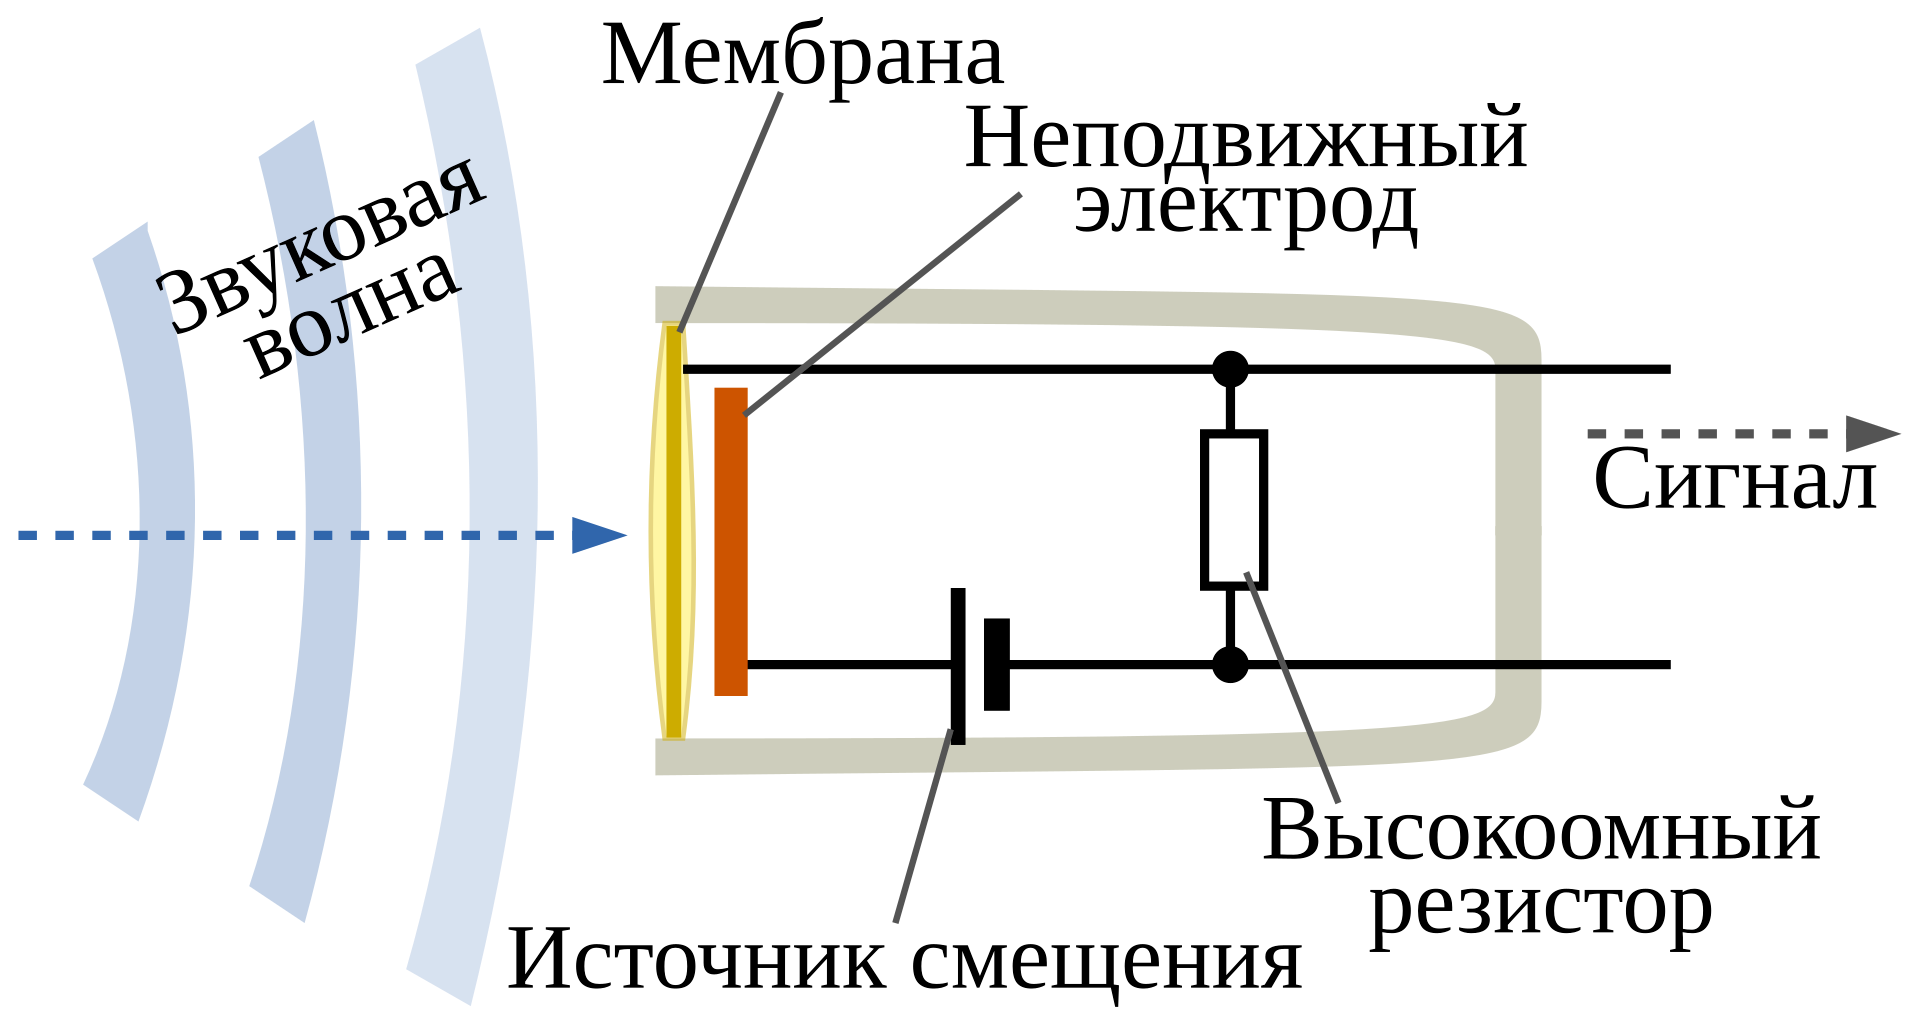 Мембрана
Неподвижный
электрод
Звуковая
волна
Сигнал
Высокоомный
резистор
Источник смещения